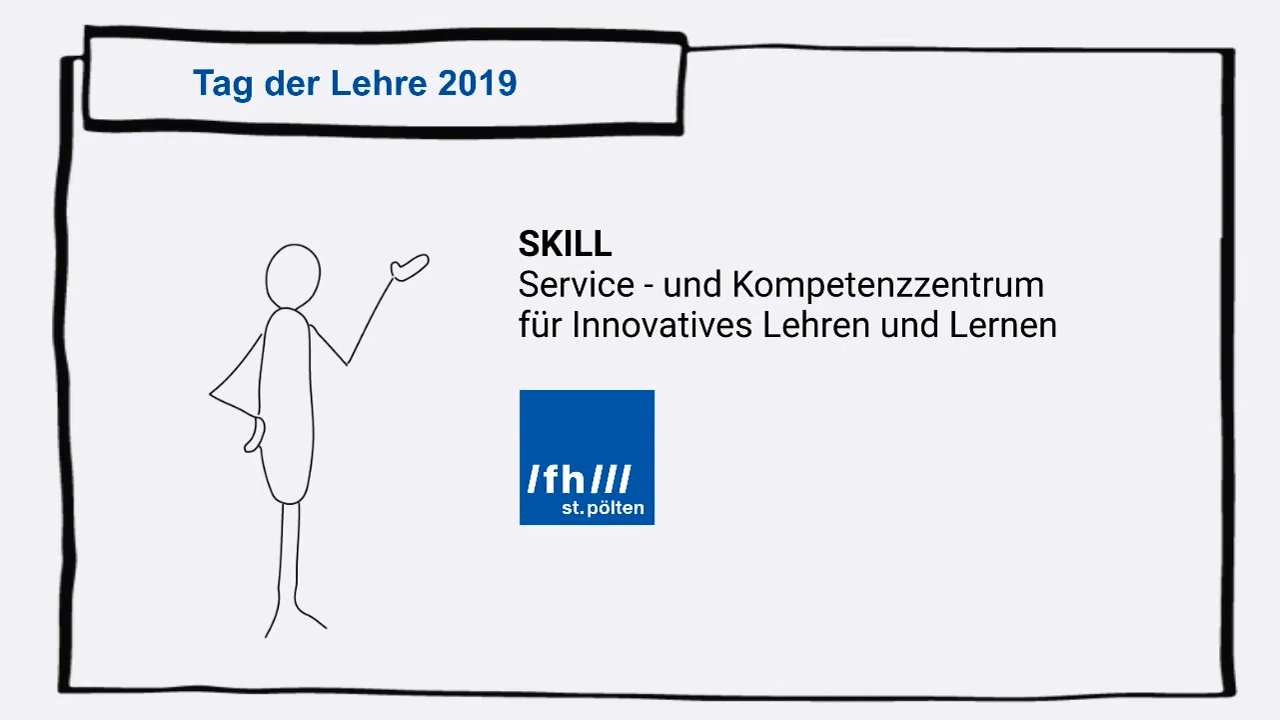 Tag der Lehre 2019
SKILL
Service - und Kompetenzzentrum
für Innovatives Lehren und Lernen
/fh///
st.pölten